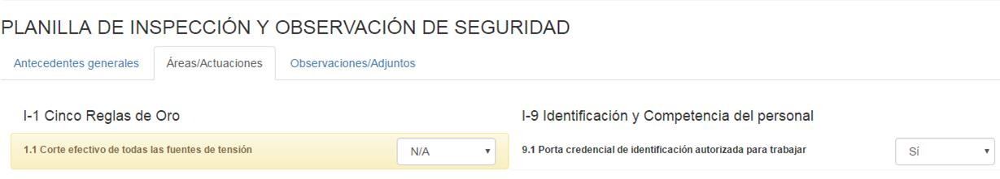 PLANILLA DE INSPECCIÓN Y OBSERVACIÓN DE SEGURIDAD
Antecedentes generales Áreas/Actuaciones Observaciones/Adjuntos
I-1 Cinco Reglas de Oro
1.1 Corte efectivo de todas las fuentes de tensión N/A
I-9 Identificación y Competencia del personal
9.1 Porta credencial de identificación autorizada para trabajar Sí